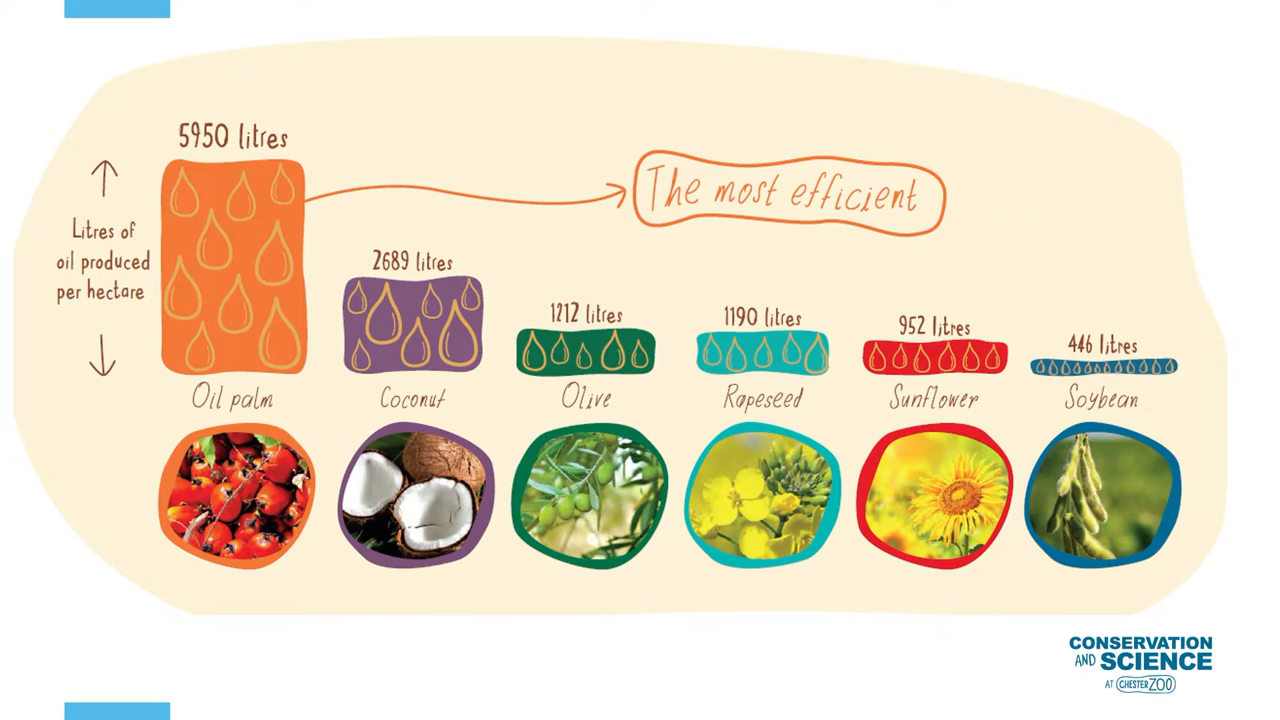 5950 litres
The most efficient
Litres of
oil produced
per hectare
2689 litres
1212 litres
1190 litres
952 litres
446 litres
Oil palm
Coconut
Olive
Rapeseed
Sunflower
Soybean
CONSERVATION
AND SCIENCE
AT CHESTER ZOO